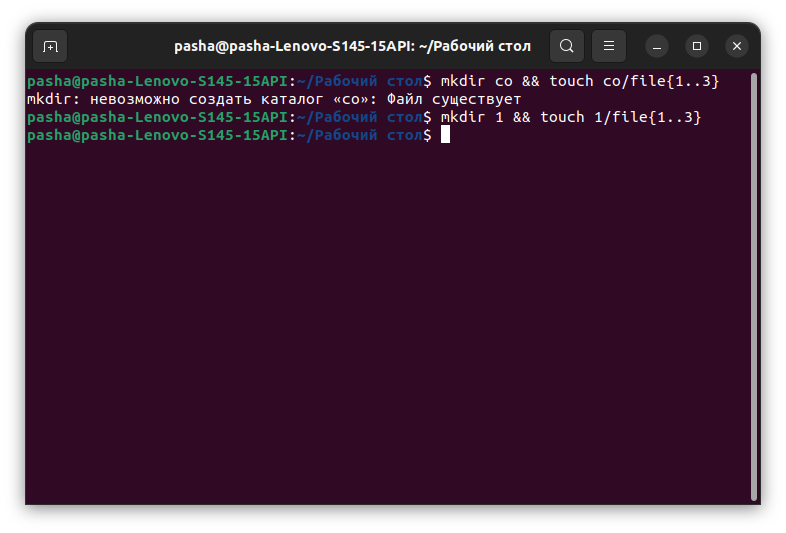 pasha@pasha-Lenovo-S145-15API: ~/Рабочий стол
pasha@pasha-Lenovo-S145-15API:~/Рабочий стол$ mkdir co && touch co/file{1..3}
mkdir: невозможно создать каталог «co»: Файл существует
pasha@pasha-Lenovo-S145-15API:~/Рабочий стол$ mkdir 1 && touch 1/file{1..3}
pasha@pasha-Lenovo-S145-15API:~/Рабочий стол$